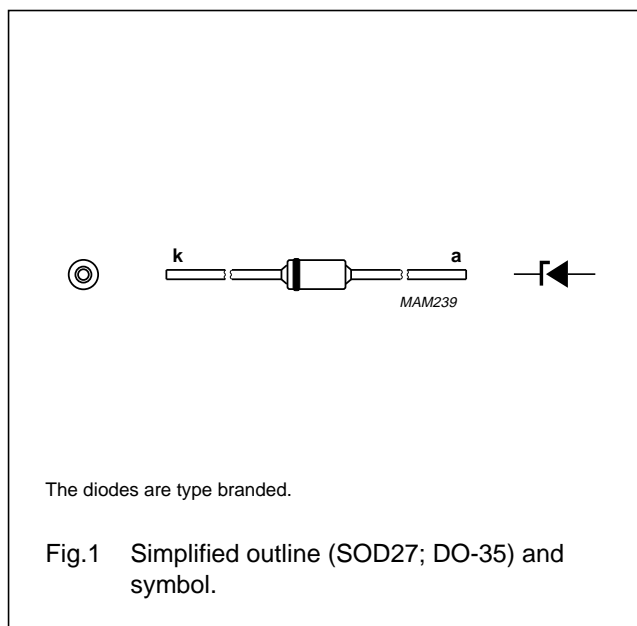 k
a
MAM239
The diodes are type branded.
Fig.1 Simplified outline (SOD27; DO-35) and
symbol.